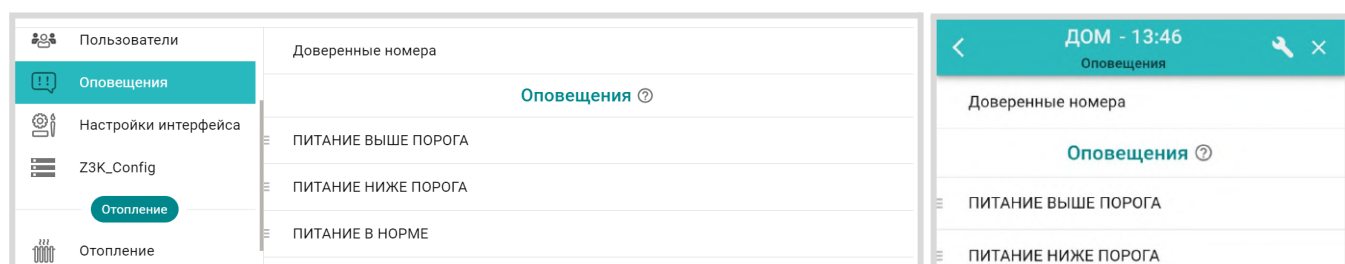 Пользователи
Оповещения
Настройки интерфейса
Z3K_Config
Отопление
Отопление
Доверенные номера
Оповещения ?
ПИТАНИЕ ВЫШЕ ПОРОГА
ПИТАНИЕ НИЖЕ ПОРОГА
ПИТАНИЕ В НОРМЕ
ДОМ - 13:46
Оповещения
Доверенные номера
Оповещения ?
ПИТАНИЕ ВЫШЕ ПОРОГА
ПИТАНИЕ НИЖЕ ПОРОГА